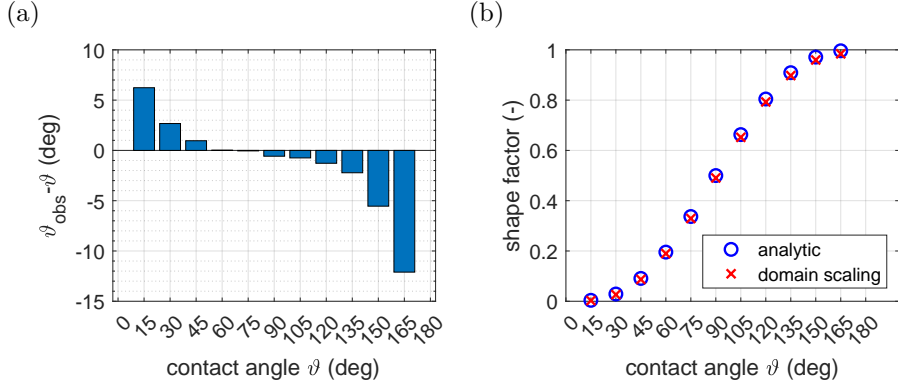 (a)
10
5
0
-5
-10
-15
ϑobs-ϑ (deg)
0 15 30 45 60 75 90 105 120 135 150 165 180
contact angle ϑ (deg)
(b)
1
0.8
0.6
0.4
0.2
0
shape factor (-)
analytic
domain scaling
0 15 30 45 60 75 90 105 120 135 150 165 180
contact angle ϑ (deg)